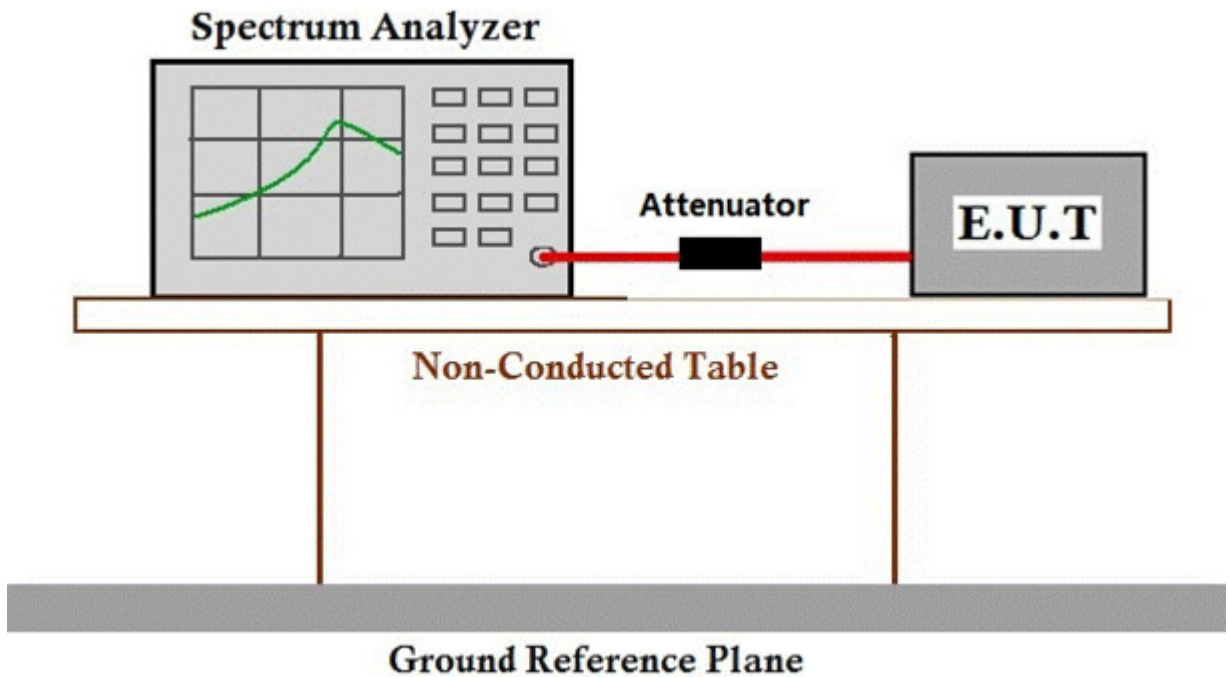 Spectrum Analyzer
Attenuator
E.U.T
Non-Conducted Table
Ground Reference Plane